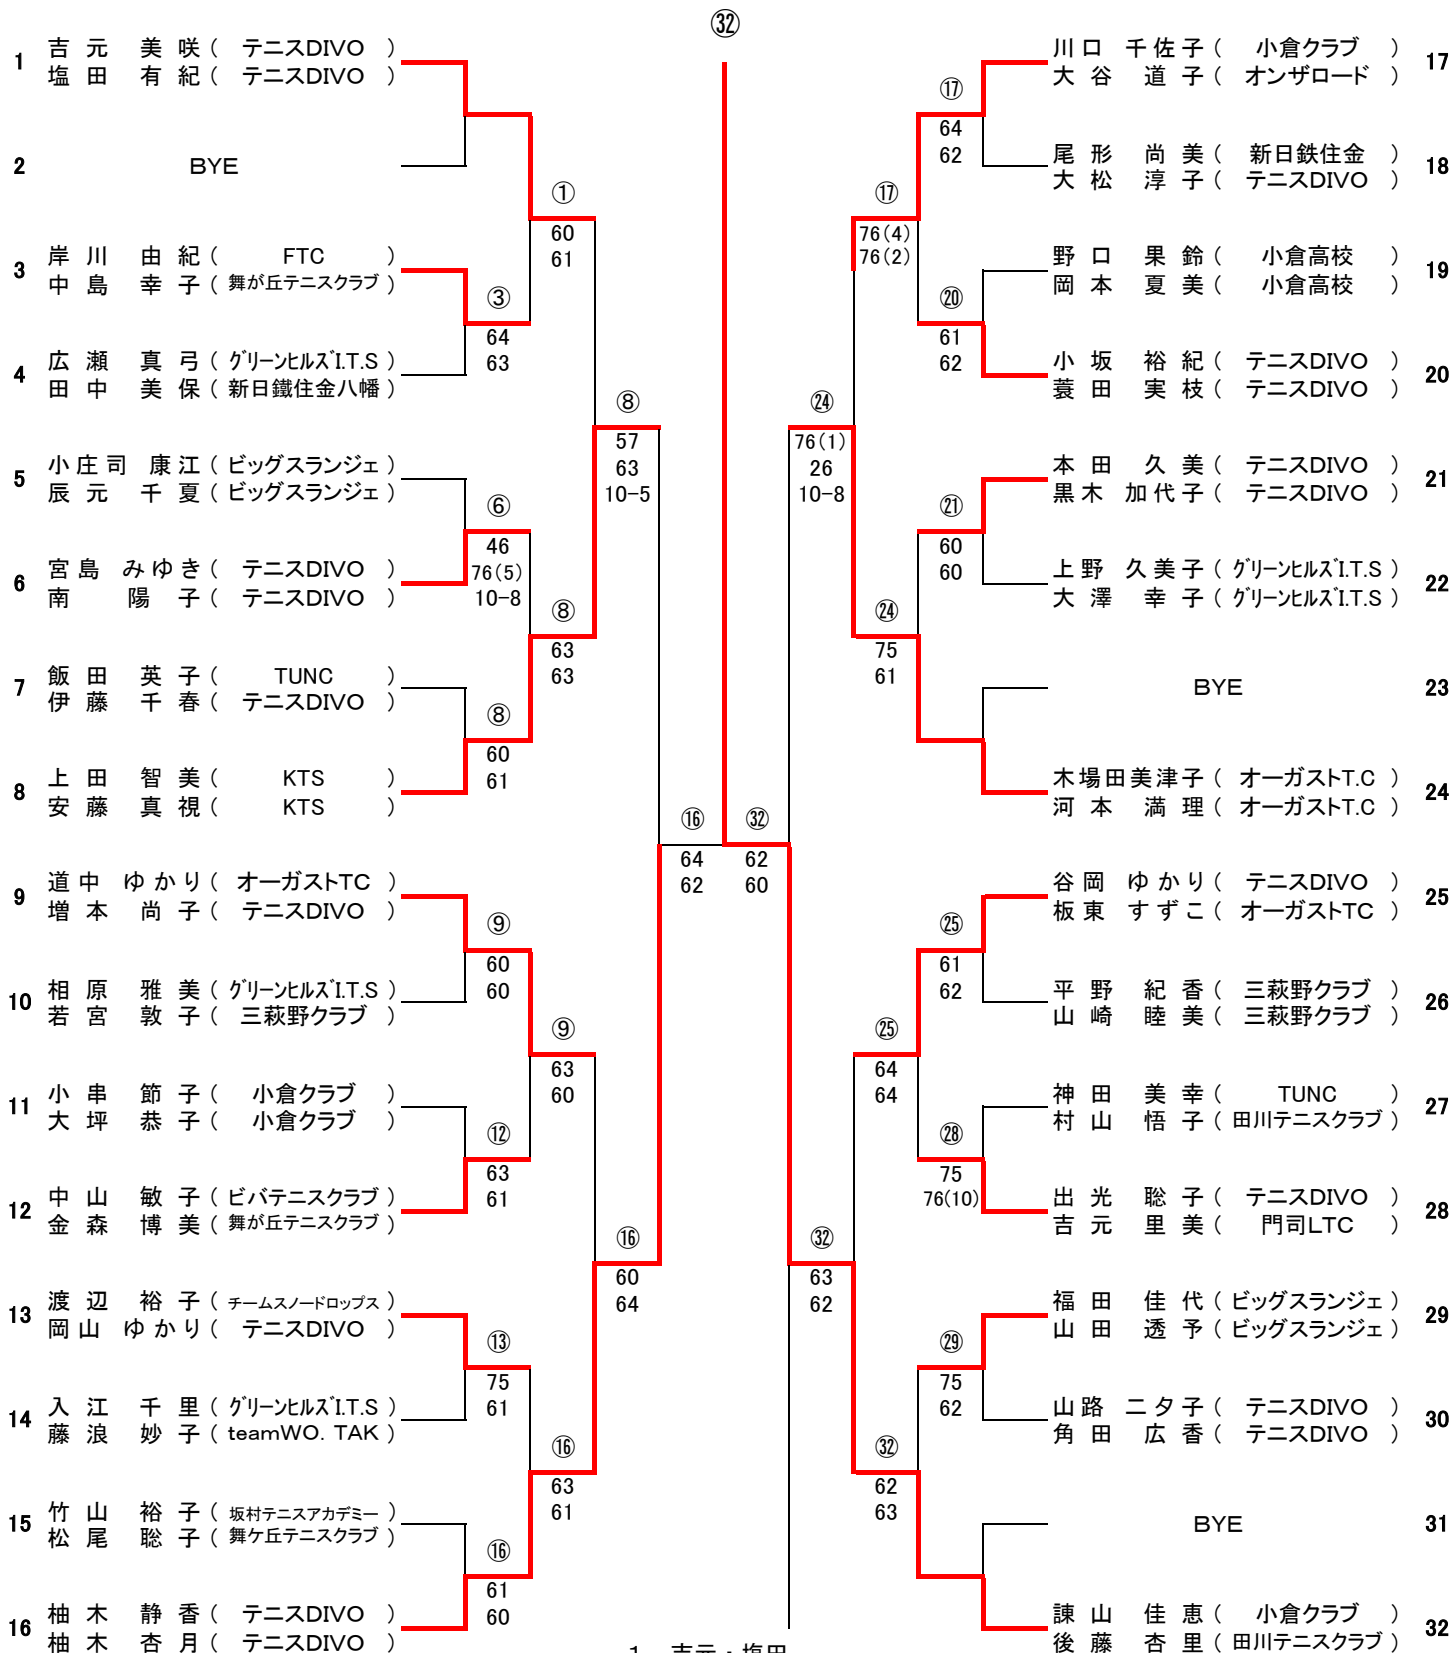 ㉜
1 吉元 美咲 ( テニスDIVO )
塩田 有紀 ( テニスDIVO )
2 BYE
①
60
61
3 岸川 由紀 ( FTC )
中島 幸子 ( 舞が丘テニスクラブ )
③
64
63
4 広瀬 真弓 ( グリーンヒルズI.T.S )
田中 美保 ( 新日鐵住金八幡 )
⑧
57
63
10-5
5 小庄司 康江 ( ビッグスランジェ )
辰元 千夏 ( ビッグスランジェ )
⑥
46
76(5)
10-8
6 宮島 みゆき ( テニスDIVO )
南 陽子 ( テニスDIVO )
⑧
63
63
7 飯田 英子 ( TUNC )
伊藤 千春 ( テニスDIVO )
⑧
60
61
8 上田 智美 ( KTS )
安藤 真視 ( KTS )
⑯
64
62
9 道中 ゆかり ( オーガストTC )
増本 尚子 ( テニスDIVO )
⑨
60
60
10 相原 雅美 ( グリーンヒルズI.T.S )
若宮 敦子 ( 三萩野クラブ )
⑨
63
60
11 小串 節子 ( 小倉クラブ )
大坪 恭子 ( 小倉クラブ )
⑫
63
61
12 中山 敏子 ( ビバテニスクラブ )
金森 博美 ( 舞が丘テニスクラブ )
⑯
60
64
13 渡辺 裕子 ( チームスノードロップス )
岡山 ゆかり ( テニスDIVO )
⑬
75
61
14 入江 千里 ( グリーンヒルズI.T.S )
藤浪 妙子 ( teamWO. TAK )
⑯
63
61
15 竹山 裕子 ( 坂村テニスアカデミー )
松尾 聡子 ( 舞ケ丘テニスクラブ )
⑯
61
60
16 柚木 静香 ( テニスDIVO )
柚木 杏月 ( テニスDIVO )
川口 千佐子 ( 小倉クラブ ) 17
大谷 道子 ( オンザロード )
⑰
64
62
尾形 尚美 ( 新日鉄住金 ) 18
大松 淳子 ( テニスDIVO )
⑰
76(4)
76(2)
野口 果鈴 ( 小倉高校 ) 19
岡本 夏美 ( 小倉高校 )
⑳
61
62
小坂 裕紀 ( テニスDIVO ) 20
蓑田 実枝 ( テニスDIVO )
㉔
76(1)
26
10-8
本田 久美 ( テニスDIVO ) 21
黒木 加代子 ( テニスDIVO )
㉑
60
60
上野 久美子 ( グリーンヒルズI.T.S ) 22
大澤 幸子 ( グリーンヒルズI.T.S )
㉔
75
61
BYE 23
木場田美津子 ( オーガストT.C ) 24
河本 満理 ( オーガストT.C )
㉜
62
60
谷岡 ゆかり ( テニスDIVO ) 25
板東 すずこ ( オーガストTC )
㉕
61
62
平野 紀香 ( 三萩野クラブ ) 26
山崎 睦美 ( 三萩野クラブ )
㉕
64
64
神田 美幸 ( TUNC ) 27
村山 悟子 ( 田川テニスクラブ )
㉘
75
76(10)
出光 聡子 ( テニスDIVO ) 28
吉元 里美 ( 門司LTC )
㉜
63
62
福田 佳代 ( ビッグスランジェ ) 29
山田 透予 ( ビッグスランジェ )
㉙
75
62
山路 二夕子 ( テニスDIVO ) 30
角田 広香 ( テニスDIVO )
㉜
62
63
BYE 31
諌山 佳恵 ( 小倉クラブ ) 32
後藤 杏里 ( 田川テニスクラブ )
1 吉元・塩田